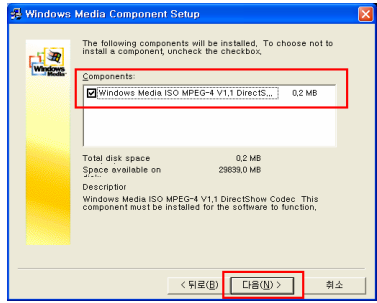 Windows Media Component Setup
The following components will be installed, To choose not to
install a component, uncheck the checkbox,
Windows
Media
Components:
Windows Media ISO MPEG-4 V1,1 DirectS,,, 0,2 MB
Total disk space 0,2 MB
Space available on 29839,0 MB
Descriptior
Windows Media ISO MPEG-4 V1,1 DirectShow Codec This
component must be installed for the software to function,
< 뒤로(B) 다음(N) > 취소